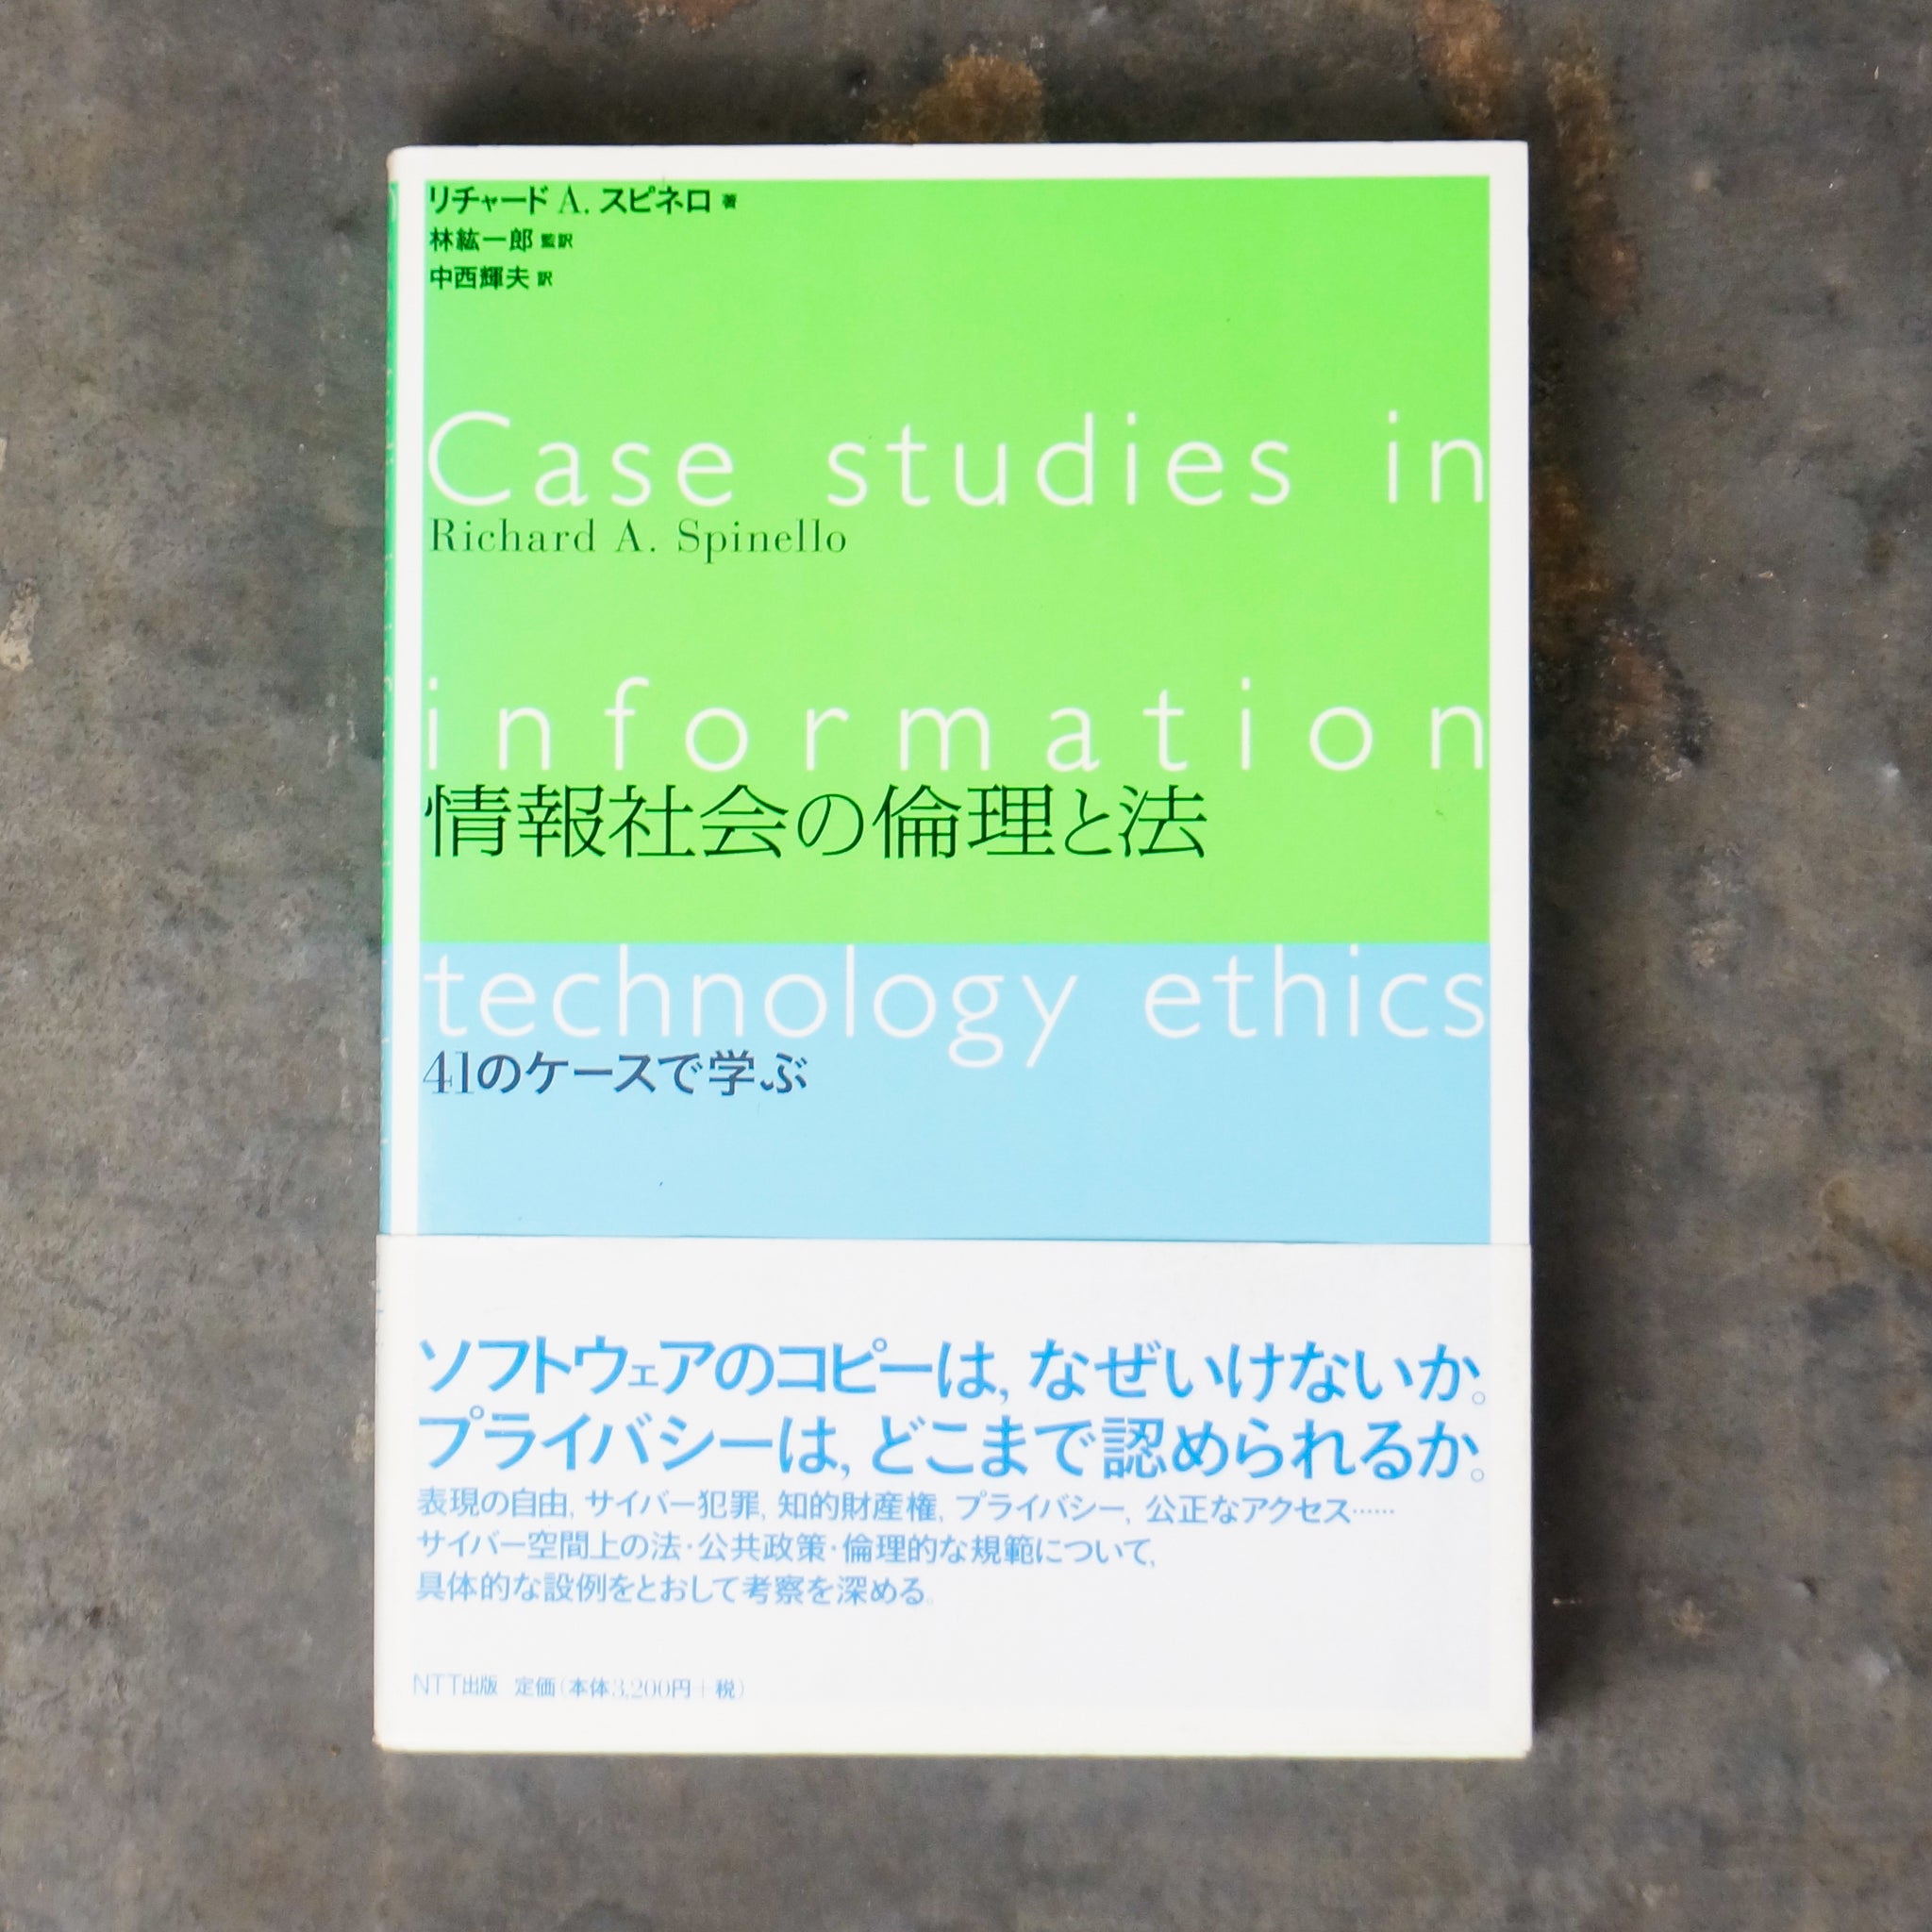 リチャード A. スピネロ 著
林紘一郎 監訳
中西輝夫 訳
Case studies in
Richard A. Spinello
information
情報社会の倫理と法
technology ethics
41のケースで学ぶ
ソフトウェアのコピーは,なぜいけないか。
プライバシーは,どこまで認められるか。
表現の自由,サイバー犯罪,知的財産権,プライバシー,公正なアクセス……
サイバー空間上の法・公共政策・倫理的な規範について,
具体的な設例をとおして考察を深める。
NTT出版 定価(本体3,200円+税)